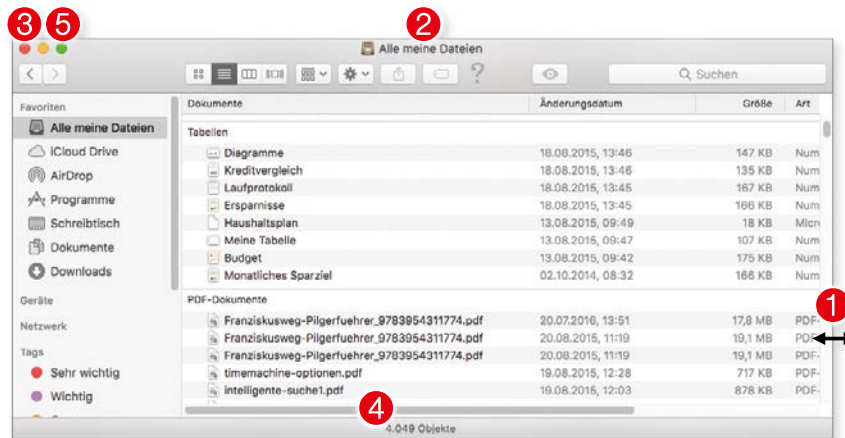 3 5 2
Alle meine Dateien
? Suchen
Favoriten
Alle meine Dateien
iCloud Drive
AirDrop
Programme
Schreibtisch
Dokumente
Downloads
Geräte
Netzwerk
Tags
Sehr wichtig
Wichtig
Dokumente Änderungsdatum Größe Art
Tabellen
Diagramme 18.08.2015, 13:46 147 KB Num
Kreditvergleich 18.08.2015, 13:46 135 KB Num
Laufprotokoll 18.08.2015, 13:45 167 KB Num
Ersparnisse 18.08.2015, 13:45 166 KB Num
Haushaltsplan 13.08.2015, 09:49 18 KB Micr
Meine Tabelle 13.08.2015, 09:47 107 KB Num
Budget 13.08.2015, 09:42 175 KB Num
Monatliches Sparziel 02.10.2014, 08:32 166 KB Num
PDF-Dokumente
1
Franziskusweg-Pilgerfuehrer_9783954311774.pdf 20.07.2016, 13:51 17,8 MB PDF-
Franziskusweg-Pilgerfuehrer_9783954311774.pdf 20.08.2015, 11:19 19,1 MB PDF
Franziskusweg-Pilgerfuehrer_9783954311774.pdf 20.08.2015, 11:19 19,1 MB PDF-
timemachine-optionen.pdf 19.08.2015, 12:28 717 KB PDF-
intelligente-suche1.pdf 19.08.2015, 12:03 878 KB PDF-
4
4.049 Objekte